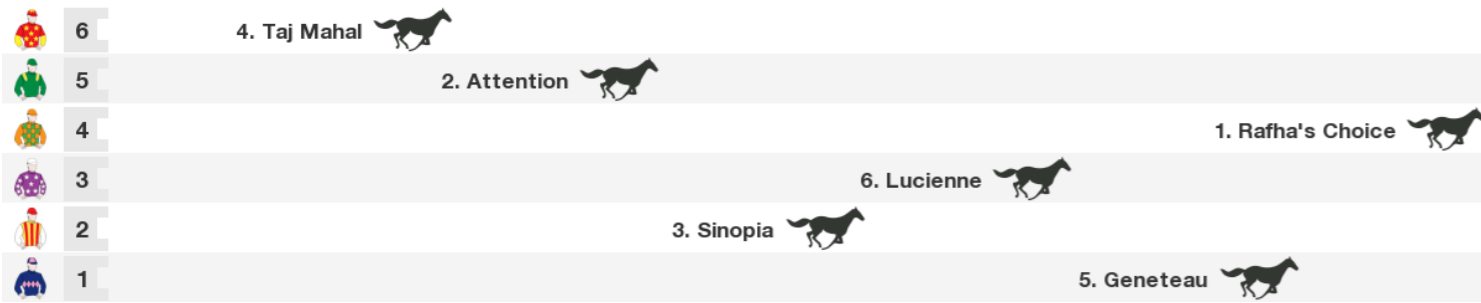 6 4. Taj Mahal
5 2. Attention
4 1. Rafha's Choice
3 6. Lucienne
2 3. Sinopia
1 5. Geneteau